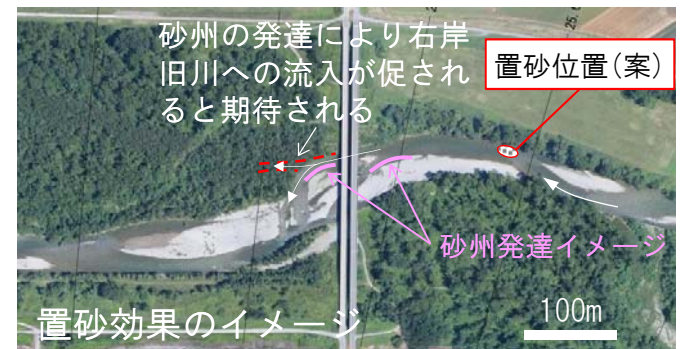 砂州の発達により右岸
旧川への流入が促され
ると期待される
置砂位置(案)
25.6
砂州発達イメージ
置砂効果のイメージ
100m